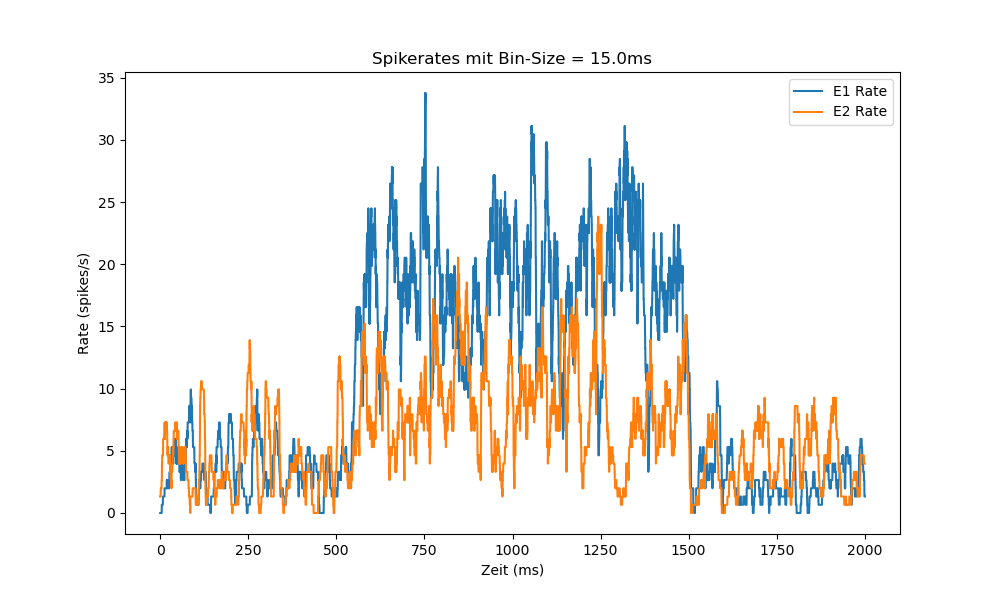 Spikerates mit Bin-Size = 15.0ms
E1 Rate
E2 Rate
Rate (spikes/s)
35
30
25
20
15
10
5
0
0 250 500 750 1000 1250 1500 1750 2000
Zeit (ms)